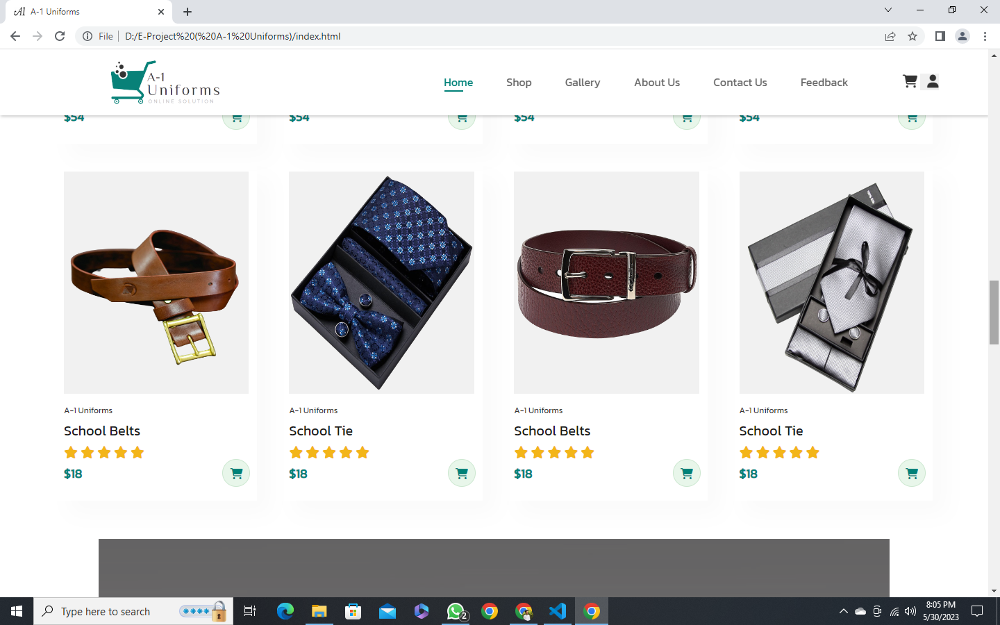 A1 A-1 Uniforms
File D:/E-Project%20(%20A-1%20Uniforms)/index.html
A-1
Uniforms
ONLINE SOLUTION
Home Shop Gallery About Us Contact Us Feedback
$54 $54 $54 $54
A-1 Uniforms A-1 Uniforms A-1 Uniforms A-1 Uniforms
School Belts School Tie School Belts School Tie
$18 $18 $18 $18
Type here to search
2
8:05 PM
5/30/2023